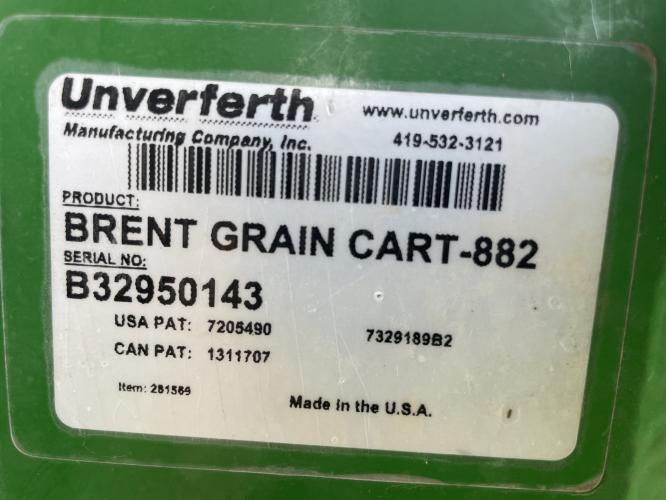 Unverferth
Manufacturing Company, Inc.
www.unverferth.com
419-532-3121
PRODUCT:
BRENT GRAIN CART-882
SERIAL NO:
B32950143
USA PAT: 7205490 7329189B2
CAN PAT: 1311707
Item: 281569
Made in the U.S.A.